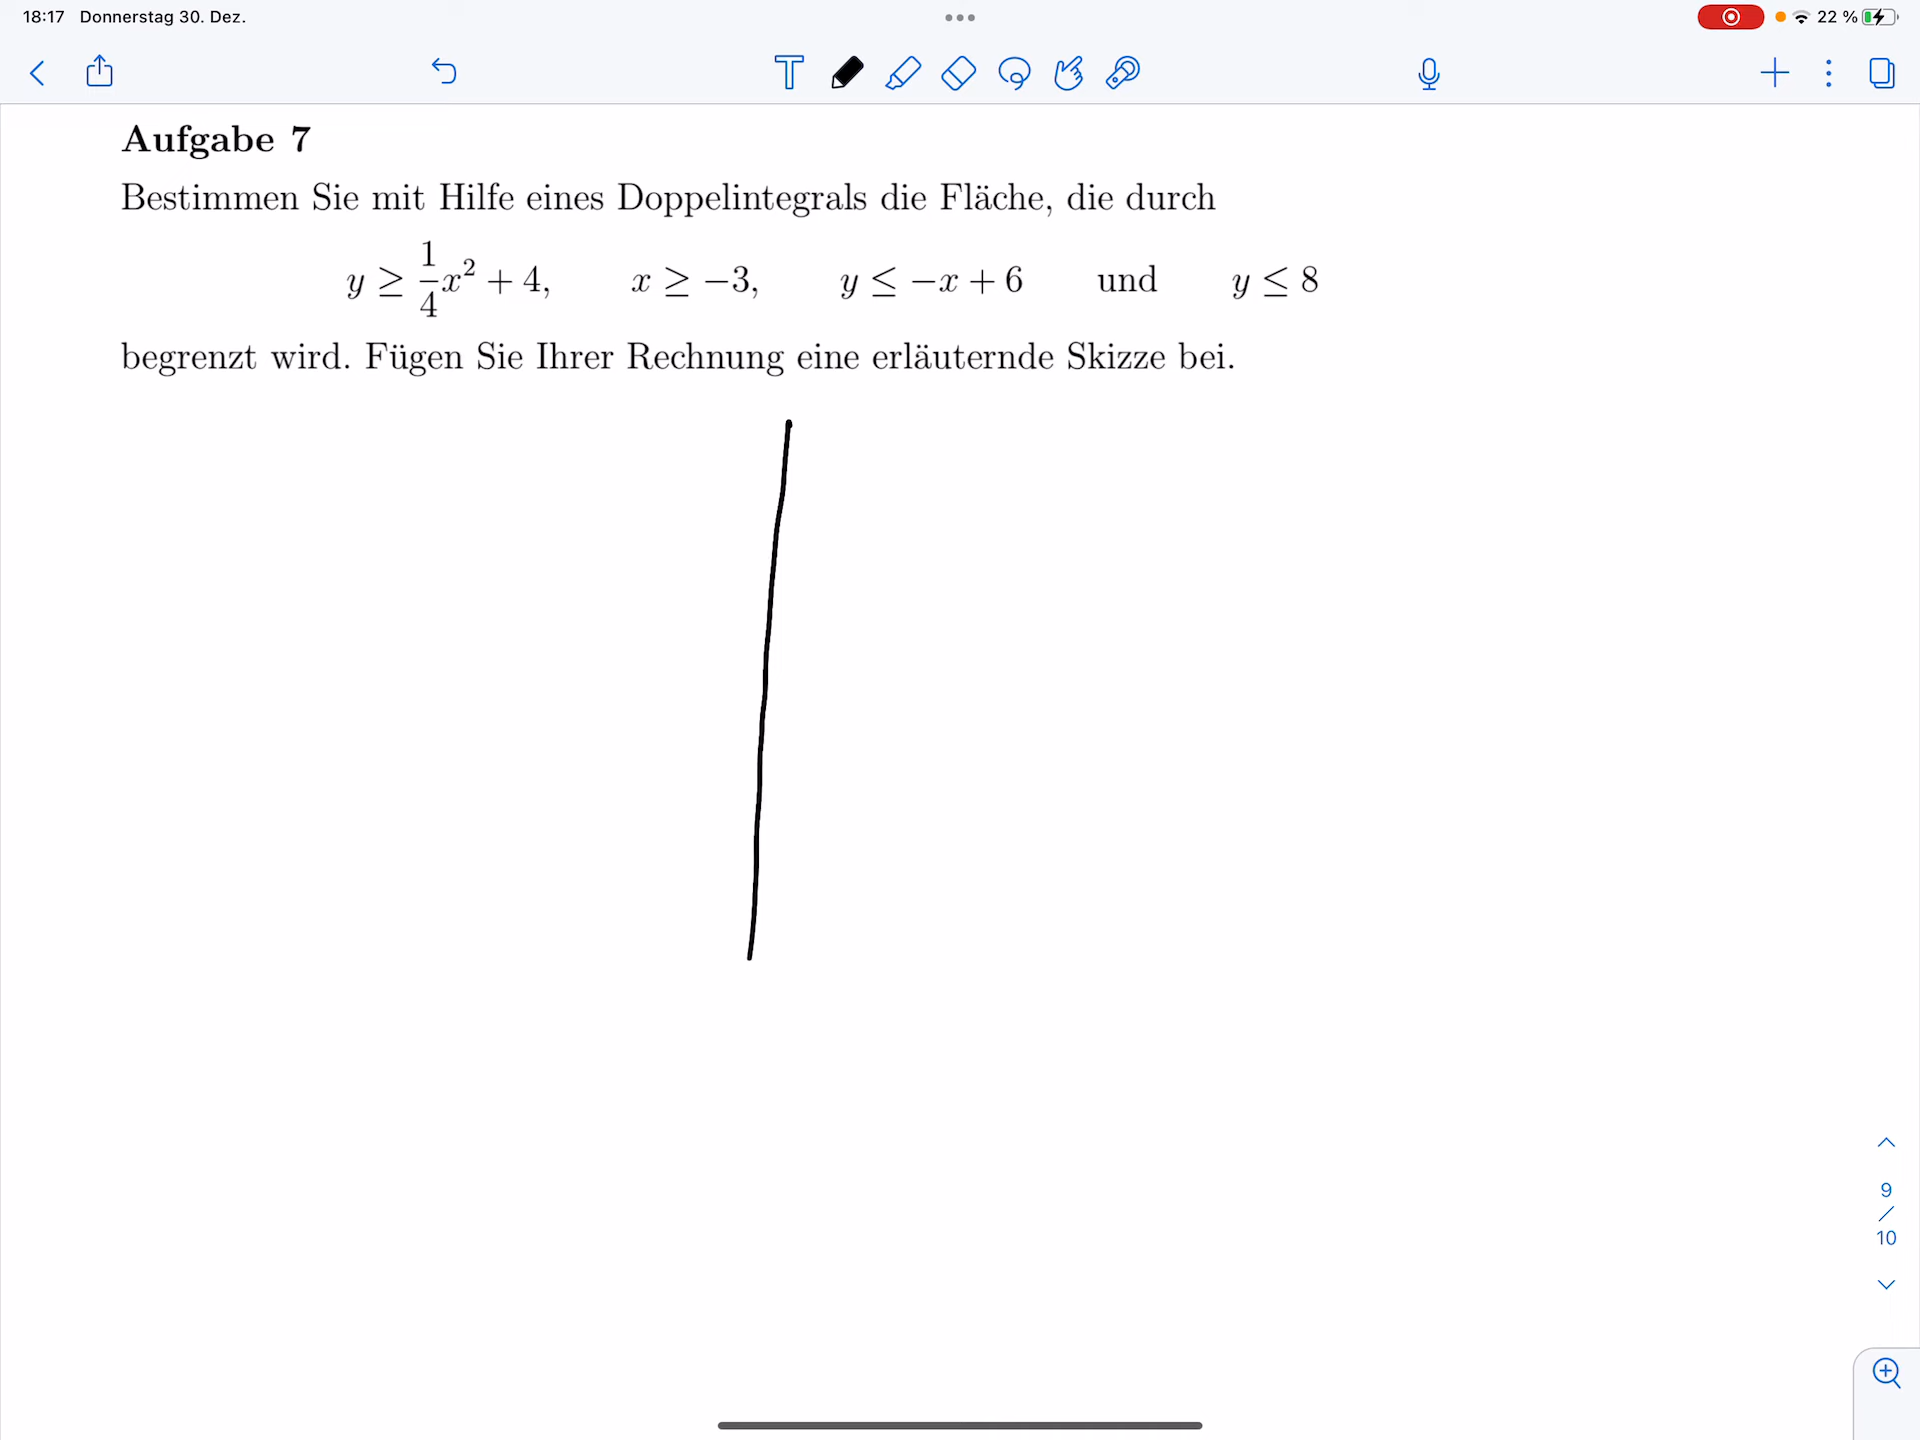 18:17 Donnerstag 30. Dez.
22 %
Aufgabe 7
Bestimmen Sie mit Hilfe eines Doppelintegrals die Fläche, die durch
y ≥ \frac{1}{4}x² + 4, x ≥ −3, y ≤ −x + 6 und y ≤ 8
begrenzt wird. Fügen Sie Ihrer Rechnung eine erläuternde Skizze bei.
9
/
10